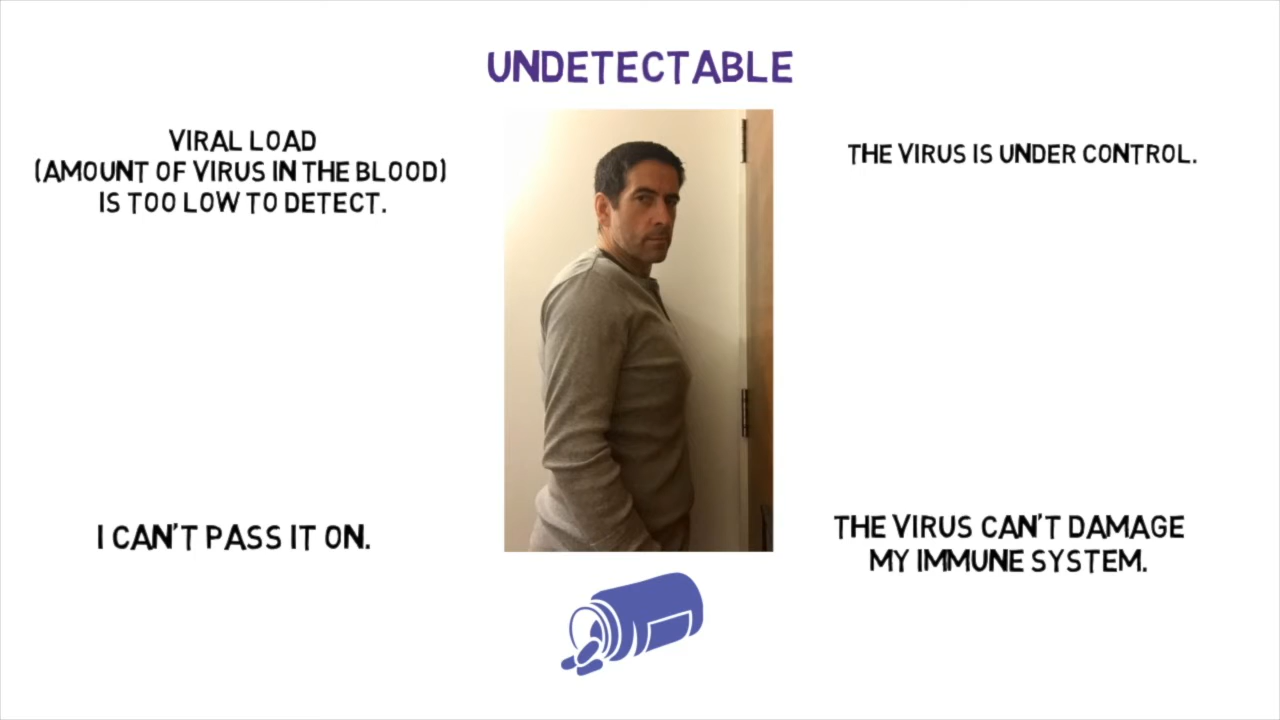 UNDETECTABLE
VIRAL LOAD
(AMOUNT OF VIRUS IN THE BLOOD)
IS TOO LOW TO DETECT.
THE VIRUS IS UNDER CONTROL.
I CAN'T PASS IT ON.
THE VIRUS CAN'T DAMAGE
MY IMMUNE SYSTEM.